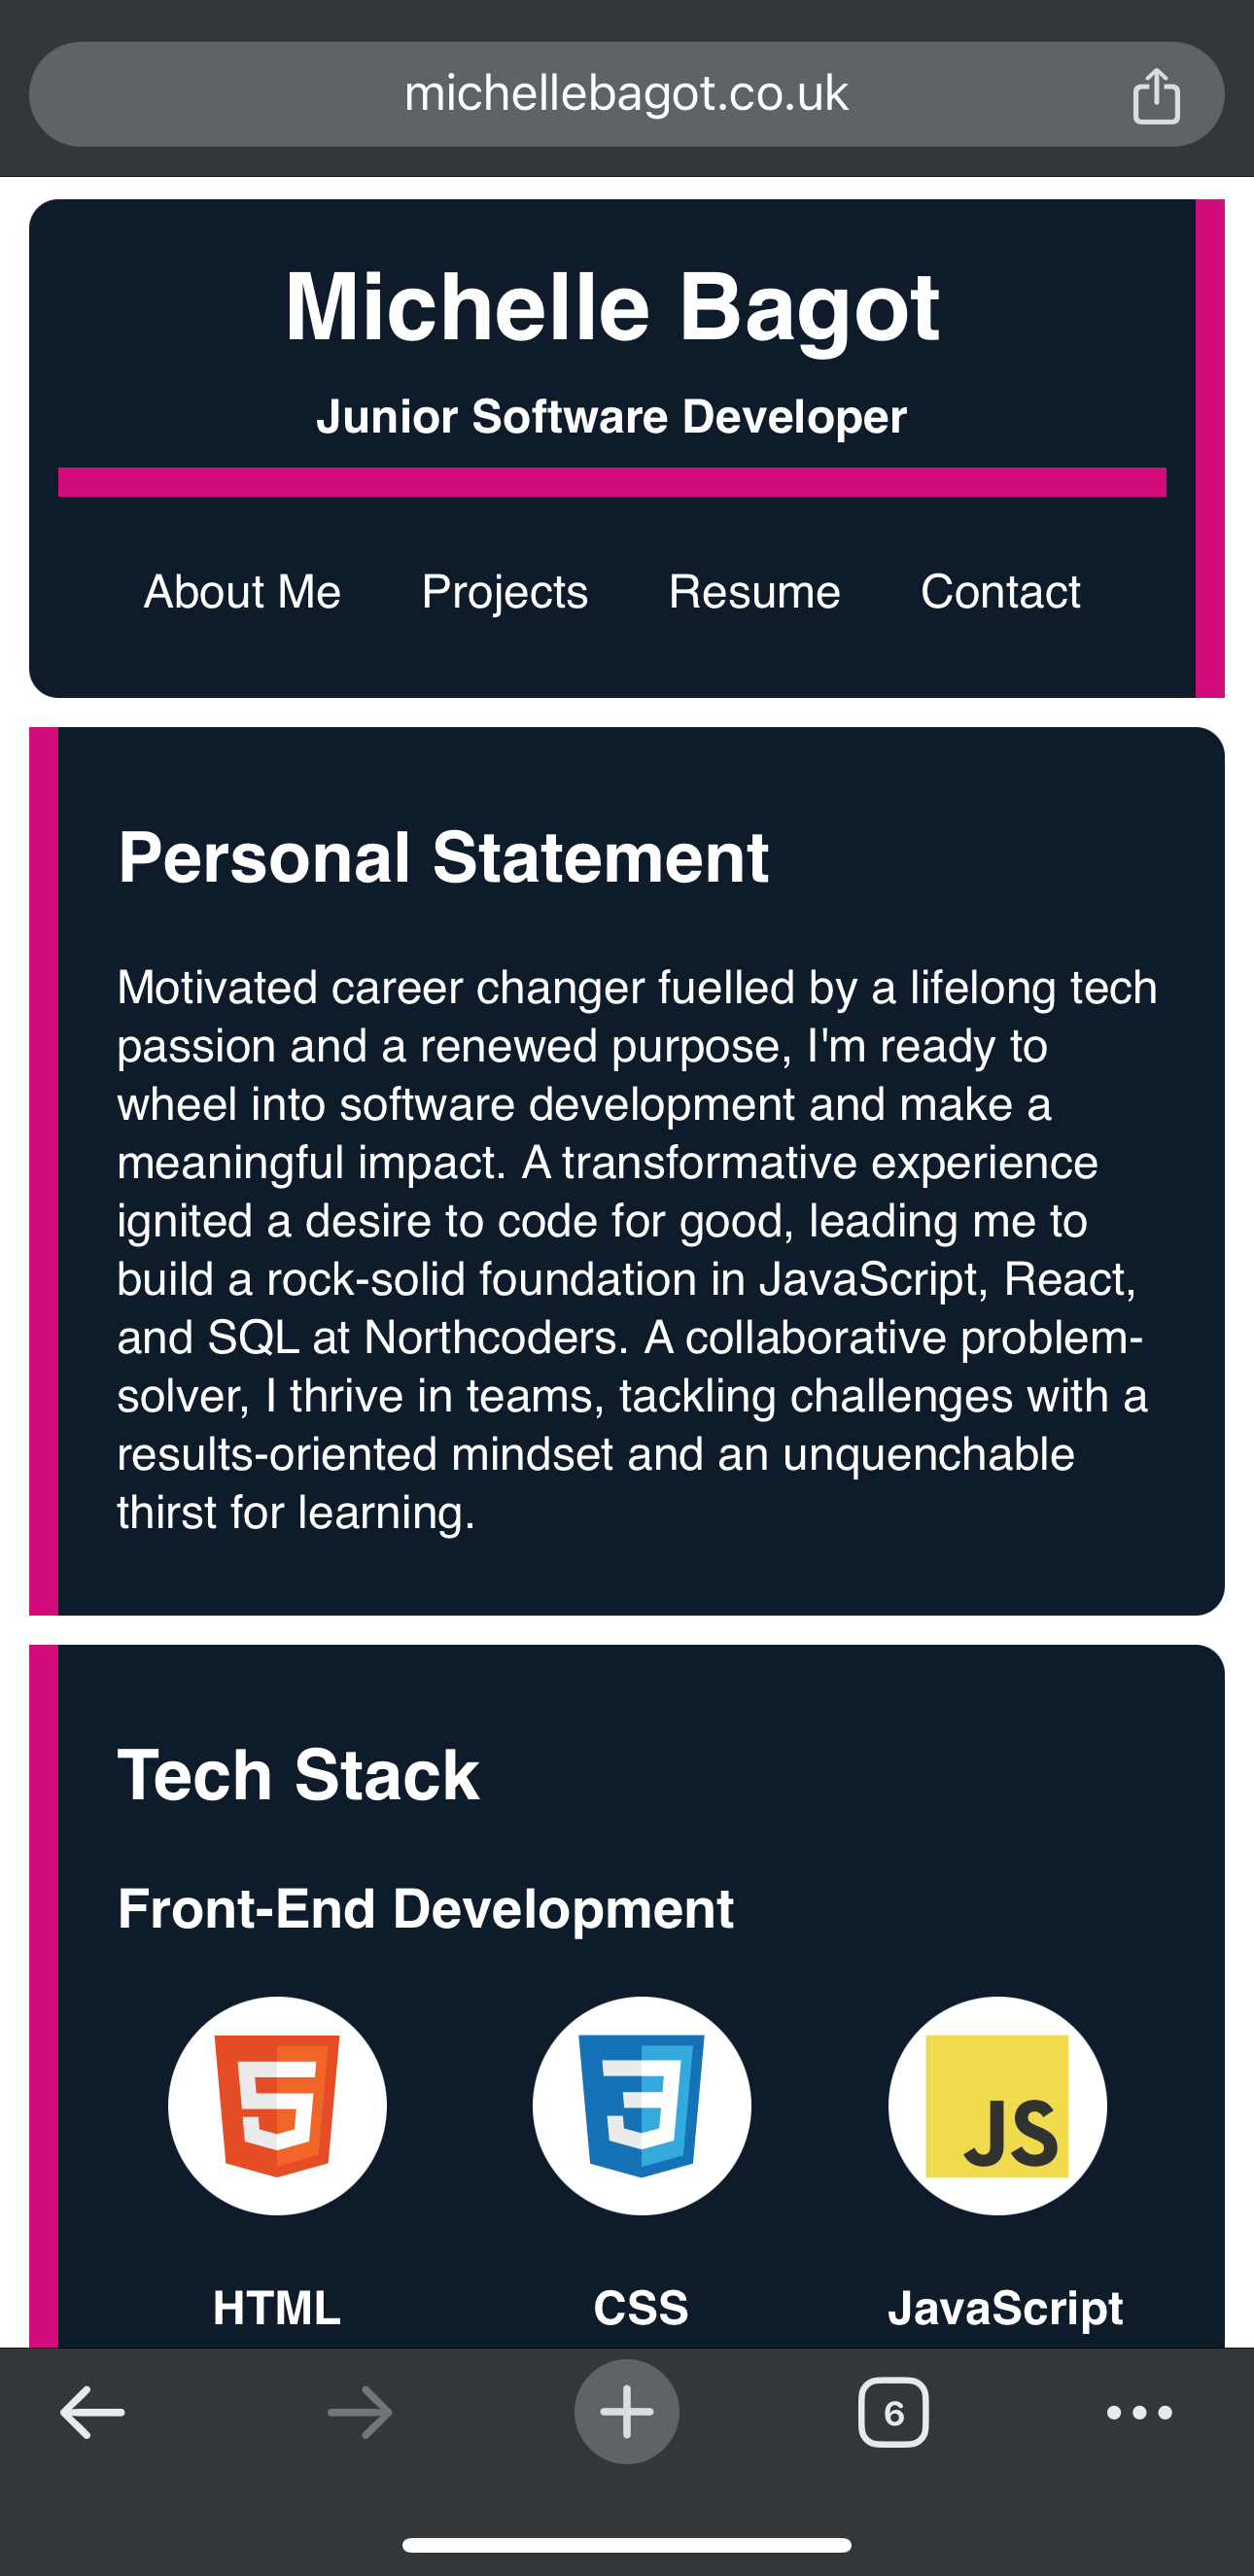 michellebagot.co.uk
Michelle Bagot
Junior Software Developer
About Me Projects Resume Contact
Personal Statement
Motivated career changer fuelled by a lifelong tech
passion and a renewed purpose, I'm ready to
wheel into software development and make a
meaningful impact. A transformative experience
ignited a desire to code for good, leading me to
build a rock-solid foundation in JavaScript, React,
and SQL at Northcoders. A collaborative problem-
solver, I thrive in teams, tackling challenges with a
results-oriented mindset and an unquenchable
thirst for learning.
Tech Stack
Front-End Development
5 3 JS
HTML CSS JavaScript
6